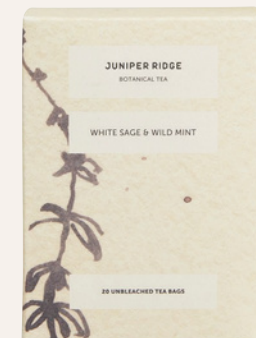 JUNIPER RIDGE
BOTANICAL TEA
WHITE SAGE & WILD MINT
20 UNBLEACHED TEA BAGS